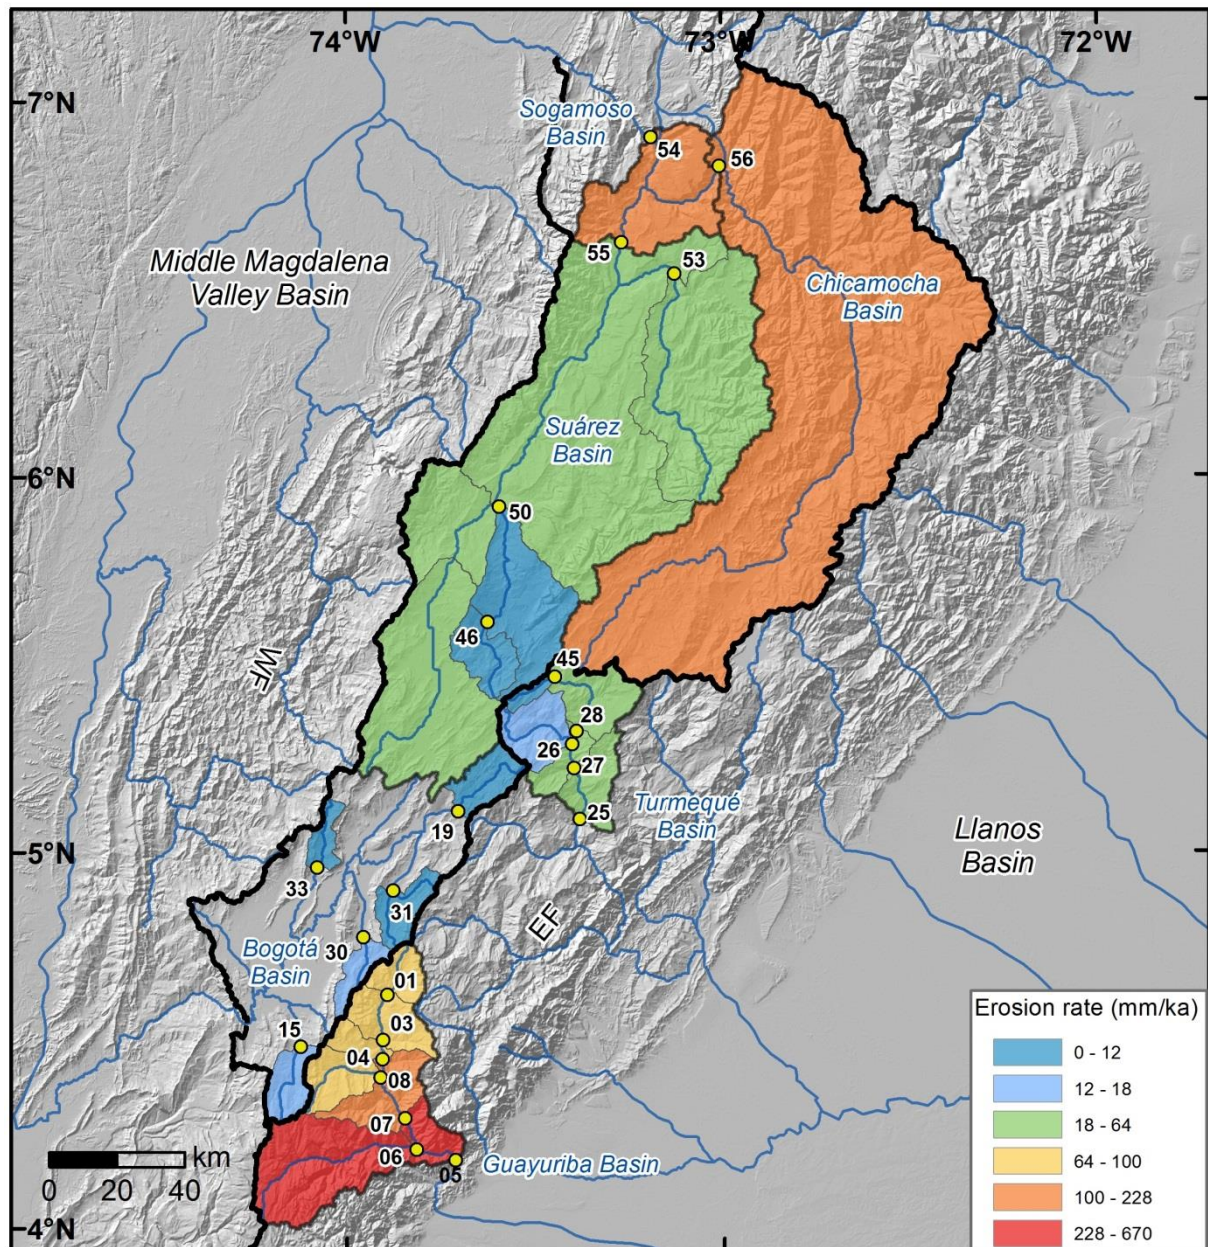 74°W
73°W
72°W
7°N
Sogamoso
Basin
54
56
55
53
Middle Magdalena
Valley Basin
Chicamocha
Basin
Suárez
Basin
6°N
50
46
WF
45
28
26
27
25
Turmequé
Basin
19
Llanos
Basin
5°N
33
31
EF
30
Bogotá
Basin
01
03
15
04
08
07
06
05
Guayuriba Basin
km
0 20 40
4°N
Erosion rate (mm/ka)
0 - 12
12 - 18
18 - 64
64 - 100
100 - 228
228 - 670